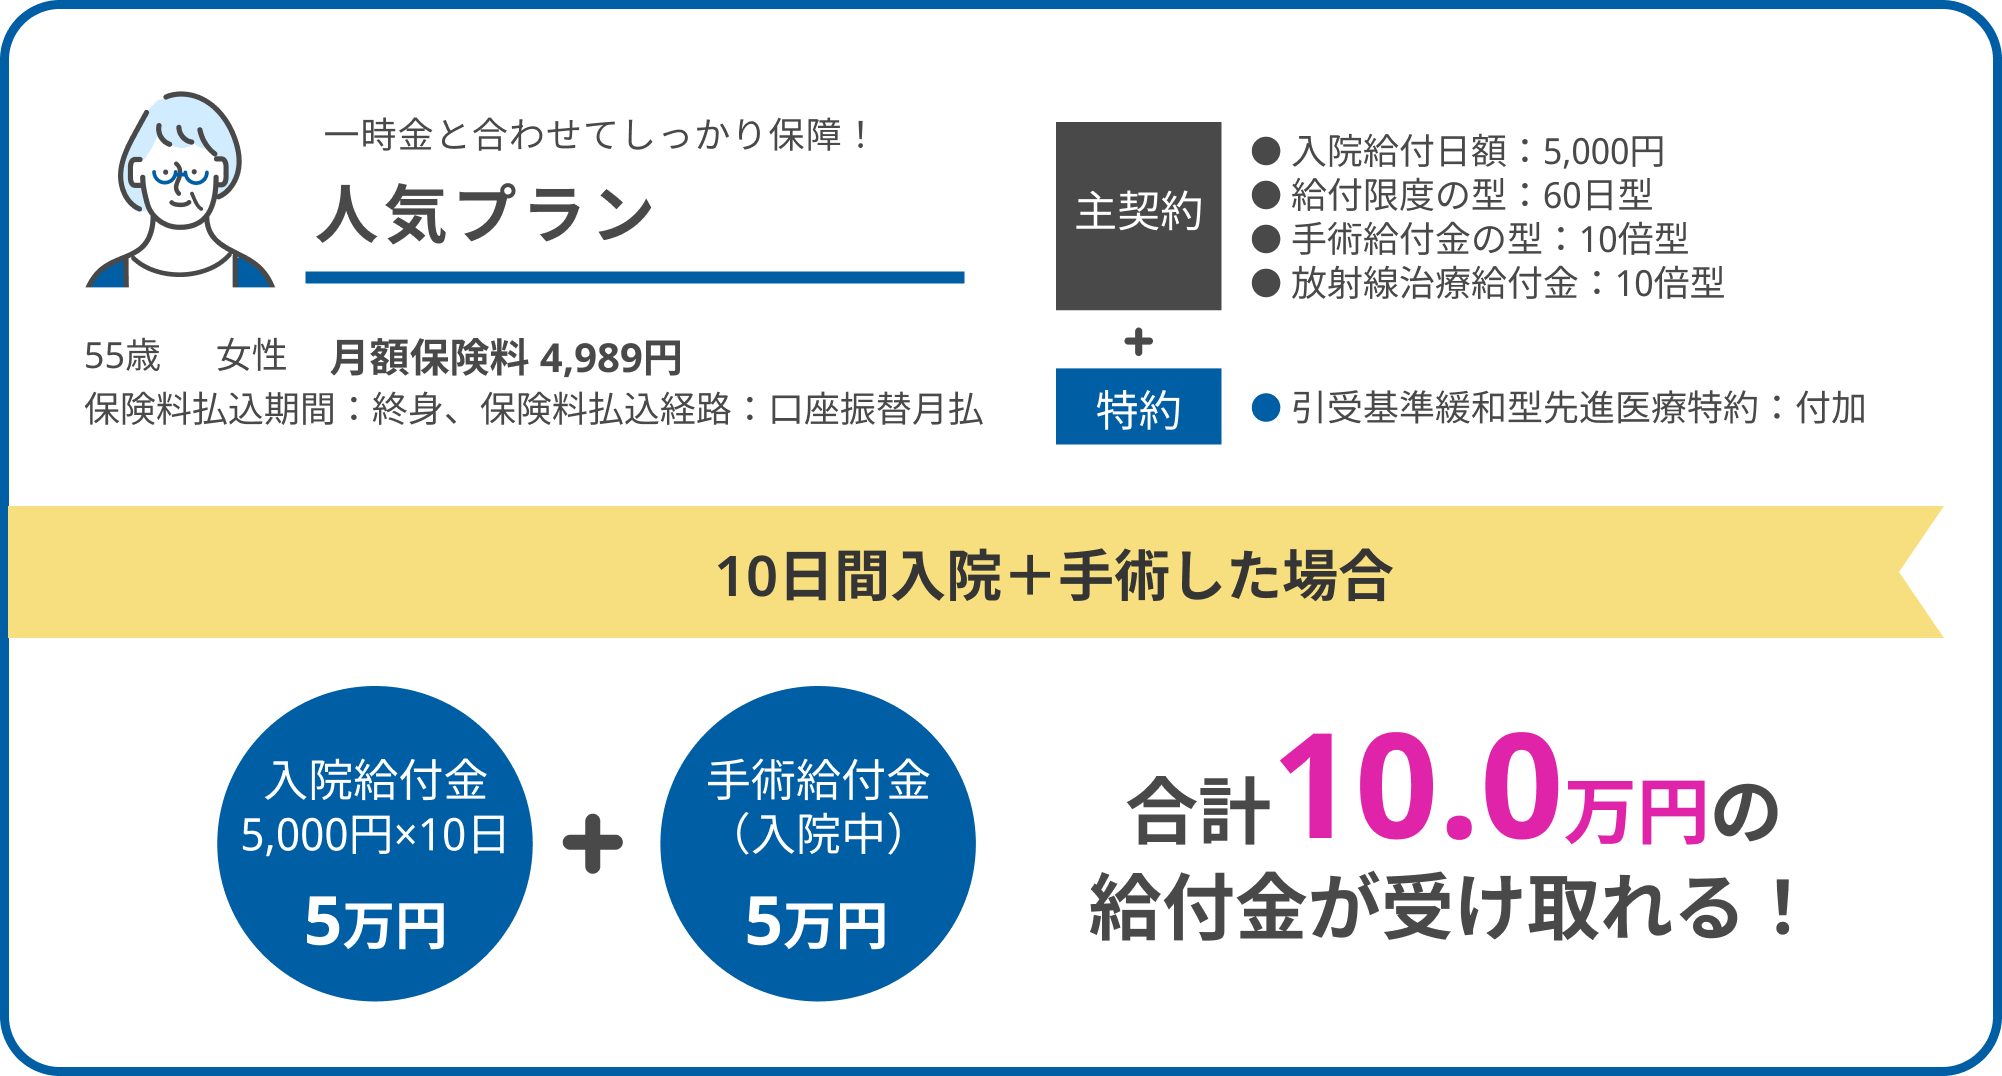 一時金と合わせてしっかり保障！
人気プラン
55歳 女性 月額保険料 4,989円
保険料払込期間：終身、保険料払込経路：口座振替月払
主契約
● 入院給付日額：5,000円
● 給付限度の型：60日型
● 手術給付金の型：10倍型
● 放射線治療給付金：10倍型
+
特約
● 引受基準緩和型先進医療特約：付加
10日間入院＋手術した場合
入院給付金
5,000円×10日
5万円
+
手術給付金
（入院中）
5万円
合計10.0万円の
給付金が受け取れる！